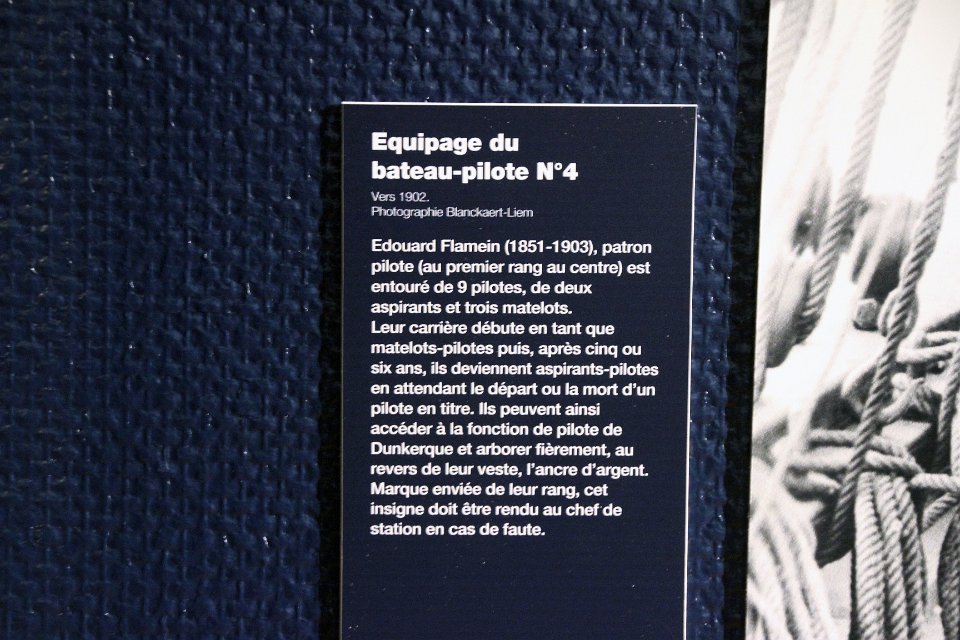 Equipage du
bateau-pilote N°4
Vers 1902.
Photographie Blanckaert-Liem
Edouard Flamein (1851-1903), patron
pilote (au premier rang au centre) est
entouré de 9 pilotes, de deux
aspirants et trois matelots.
Leur carrière débute en tant que
matelots-pilotes puis, après cinq ou
six ans, ils deviennent aspirants-pilotes
en attendant le départ ou la mort d'un
pilote en titre. Ils peuvent ainsi
accéder à la fonction de pilote de
Dunkerque et arborer fièrement, au
revers de leur veste, l'ancre d'argent.
Marque enviée de leur rang, cet
insigne doit être rendu au chef de
station en cas de faute.